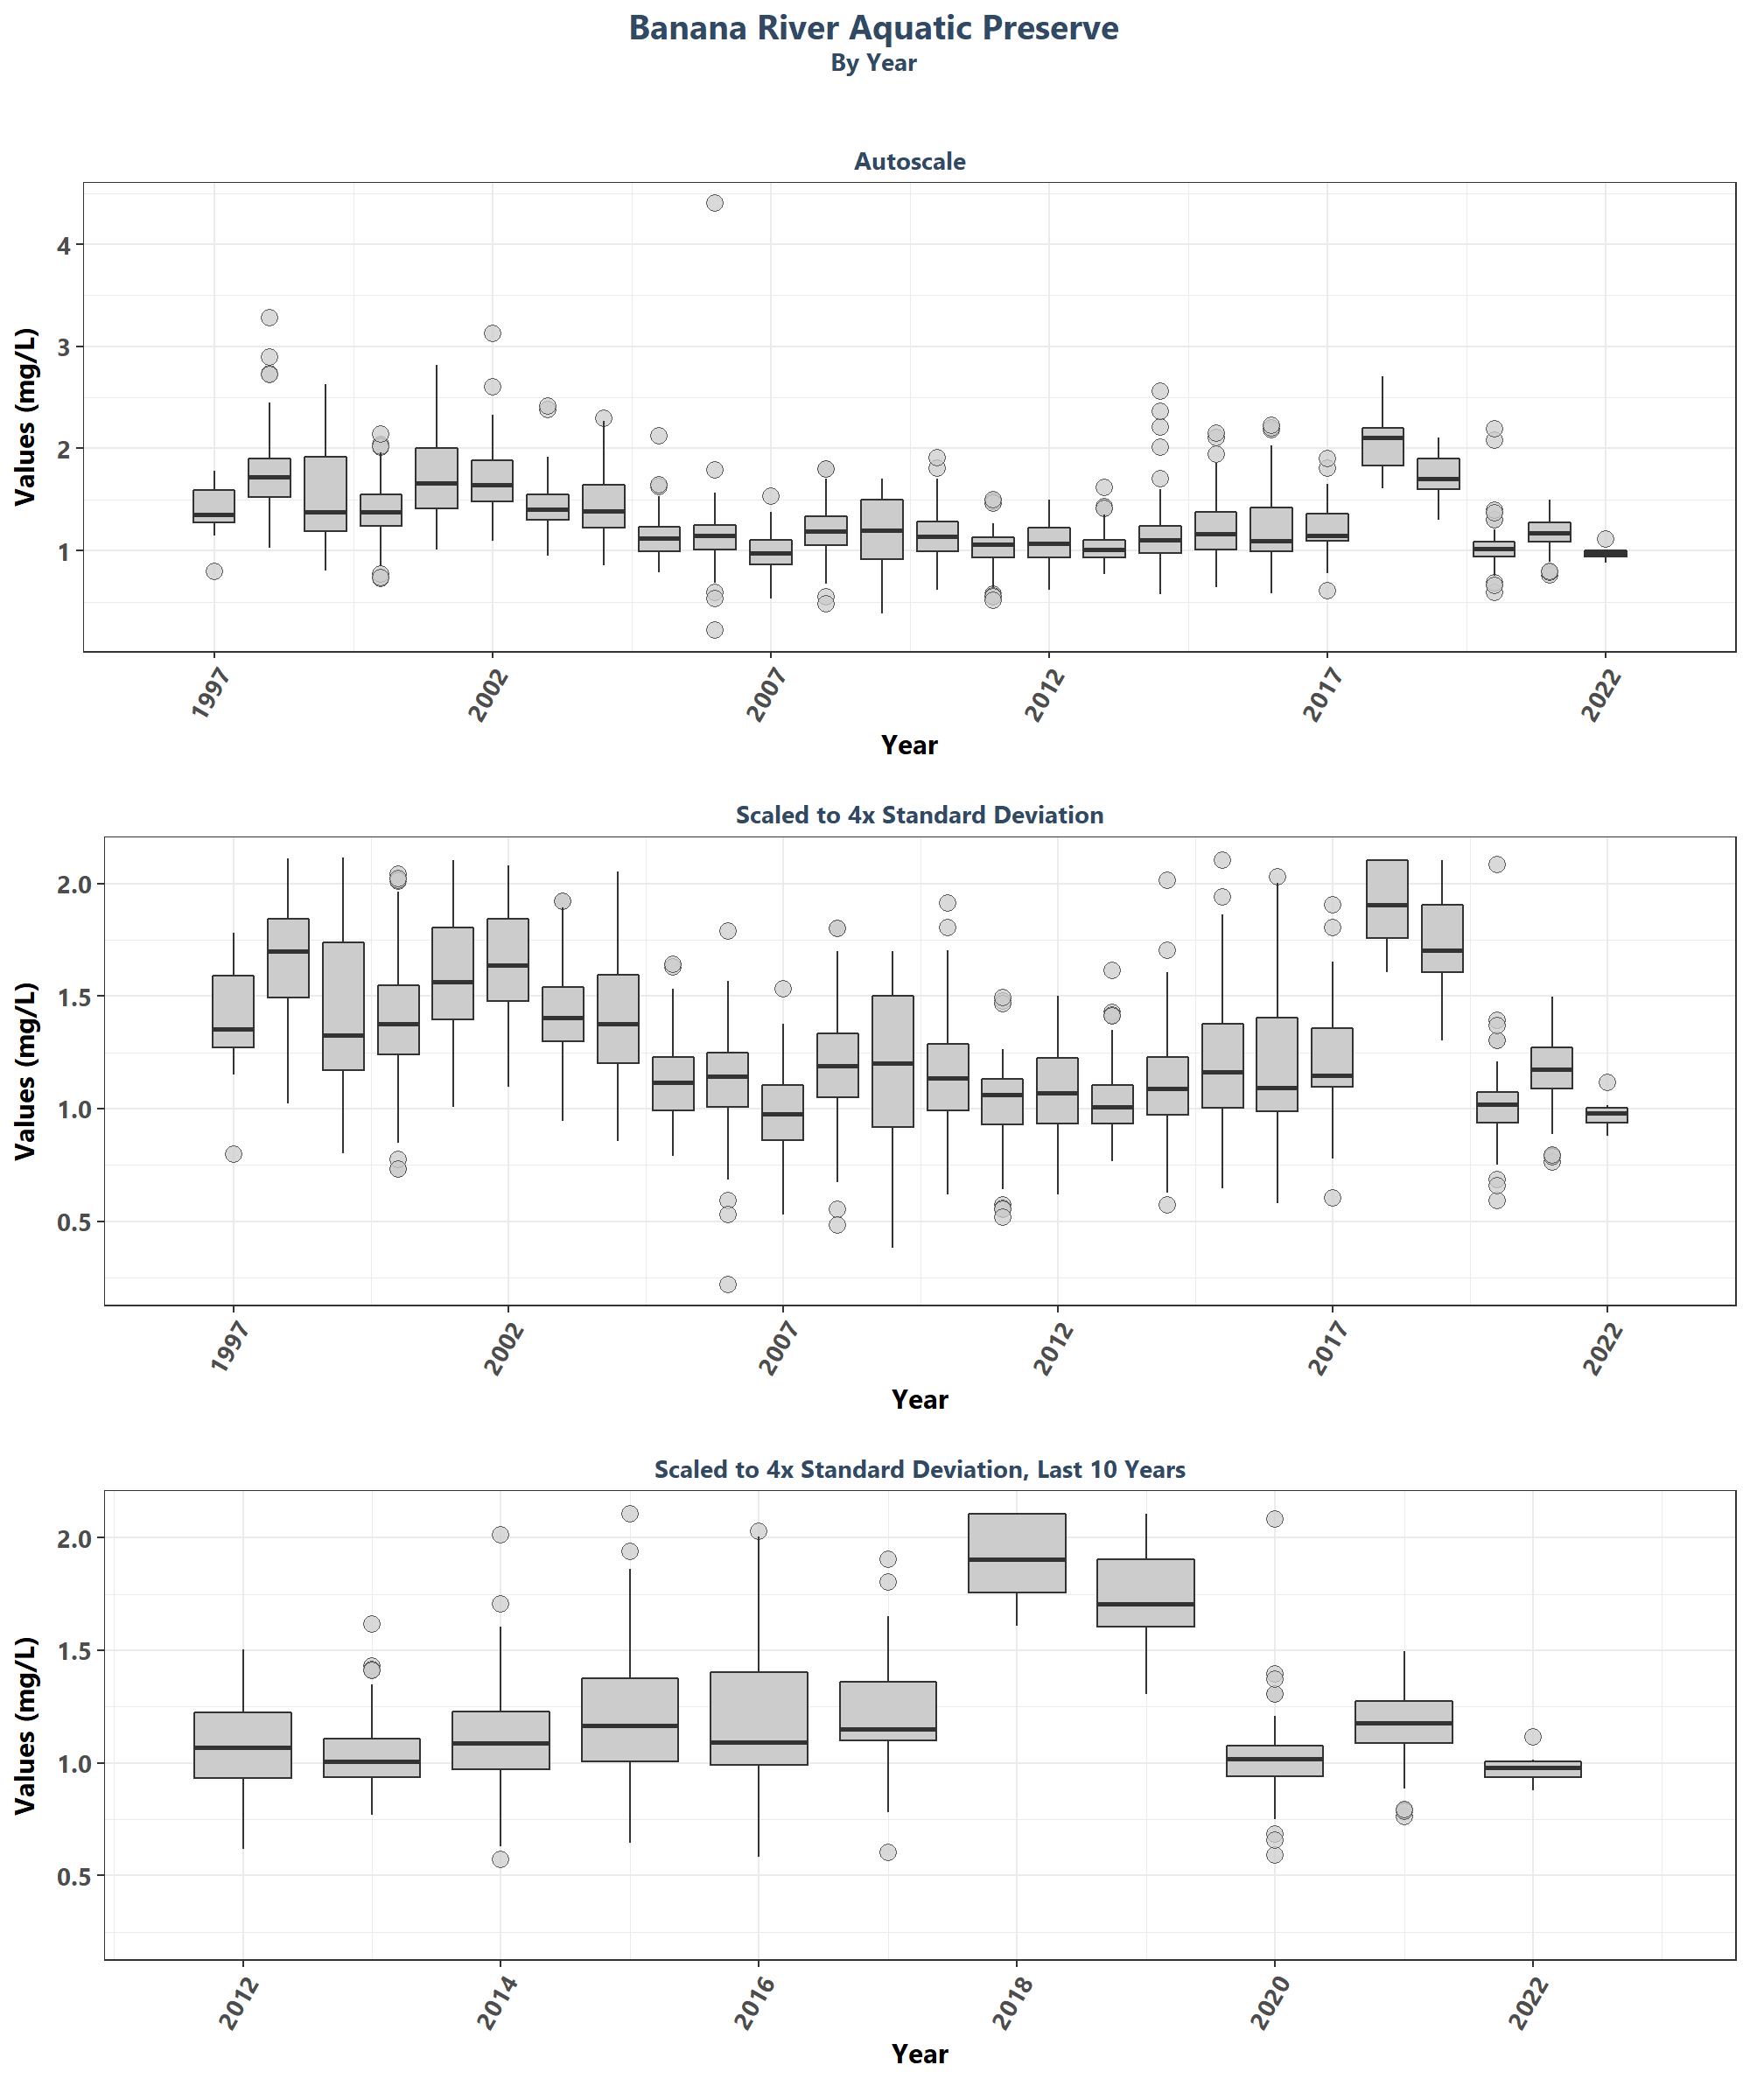 Banana River Aquatic Preserve
By Year
Autoscale
Values (mg/L)
4
3
2
1
1997
2002
2007
2012
2017
2022
Year
Scaled to 4x Standard Deviation
Values (mg/L)
2.0
1.5
1.0
0.5
1997
2002
2007
2012
2017
2022
Year
Scaled to 4x Standard Deviation, Last 10 Years
Values (mg/L)
2.0
1.5
1.0
0.5
2012
2014
2016
2018
2020
2022
Year